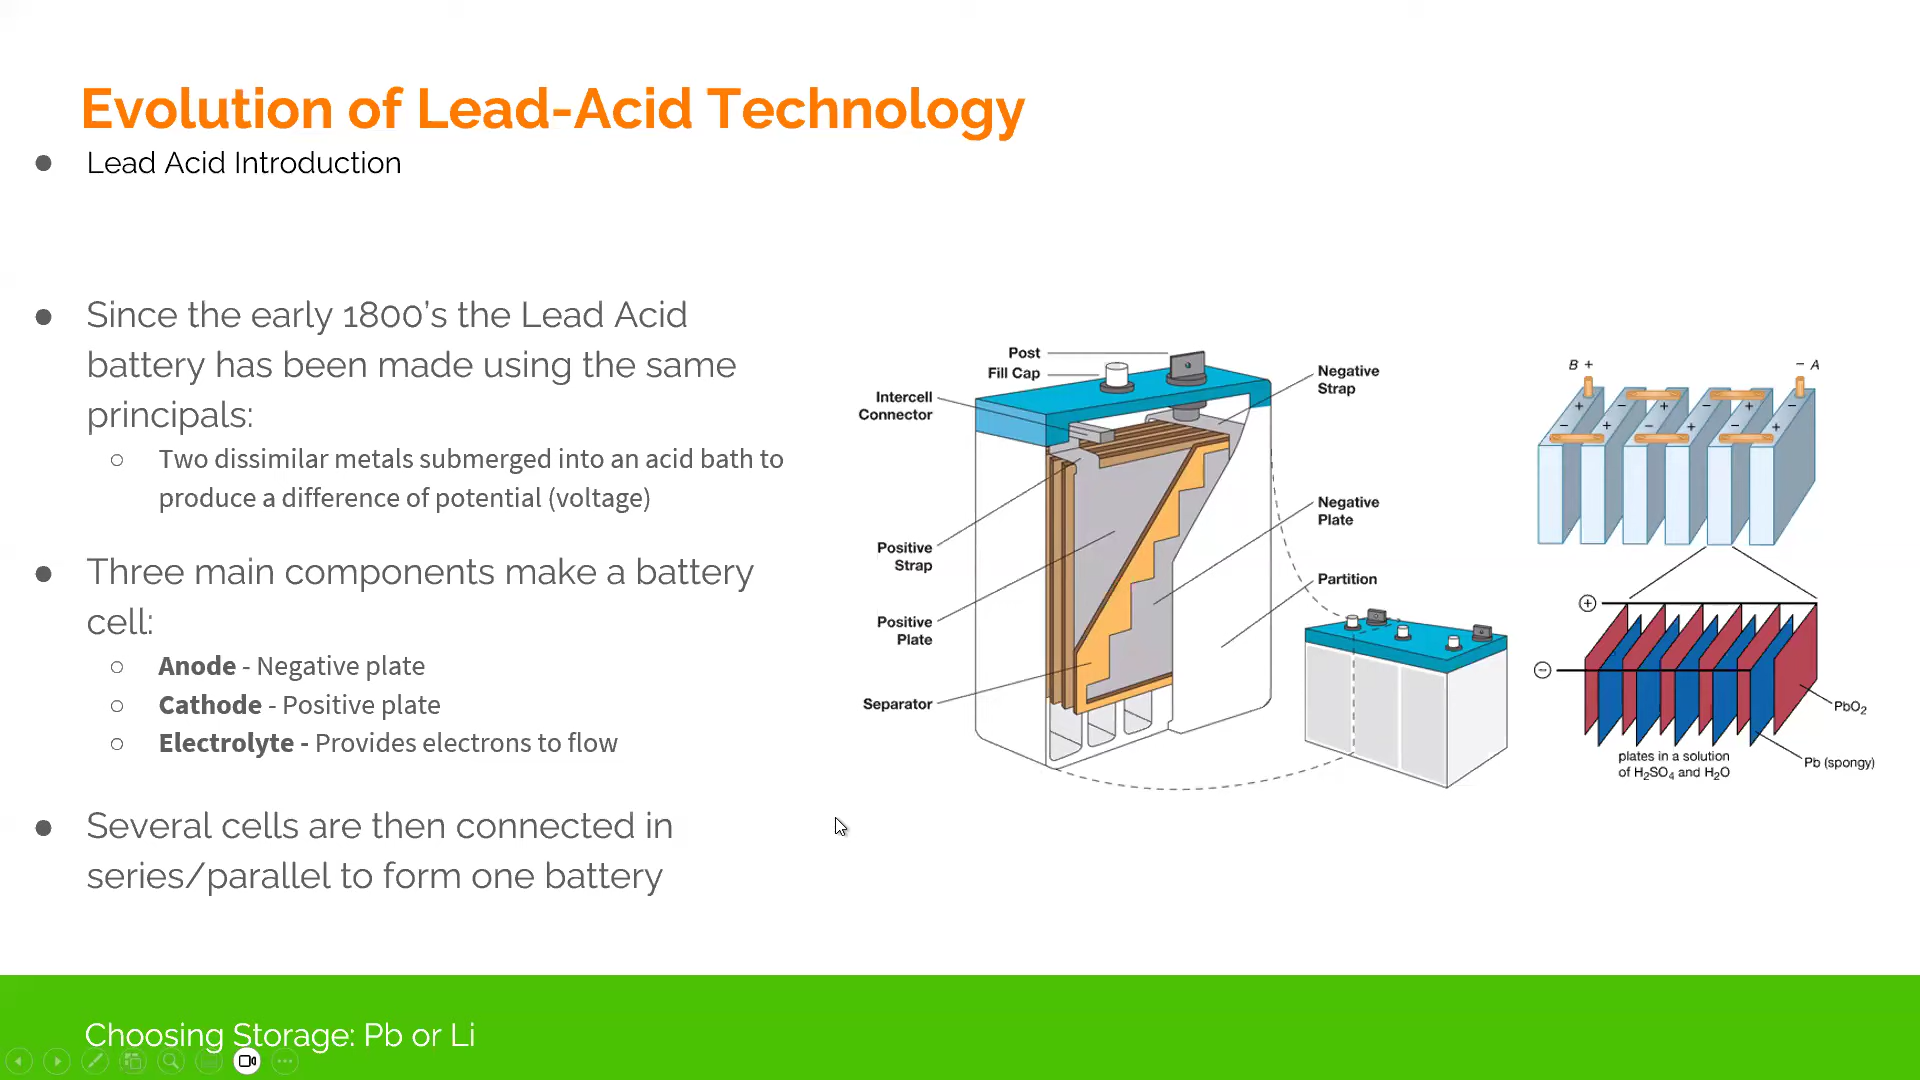 Evolution of Lead-Acid Technology
● Lead Acid Introduction
● Since the early 1800's the Lead Acid
battery has been made using the same
principals:
○ Two dissimilar metals submerged into an acid bath to
produce a difference of potential (voltage)
● Three main components make a battery
cell:
○ Anode - Negative plate
○ Cathode - Positive plate
○ Electrolyte - Provides electrons to flow
● Several cells are then connected in
series/parallel to form one battery
Post
Fill Cap
Intercell
Connector
Positive
Strap
Positive
Plate
Separator
Negative
Strap
Negative
Plate
Partition
B +
− A
+ − + − + −
− + − + − +
+
−
PbO₂
Pb (spongy)
plates in a solution
of H₂SO₄ and H₂O
Choosing Storage: Pb or Li